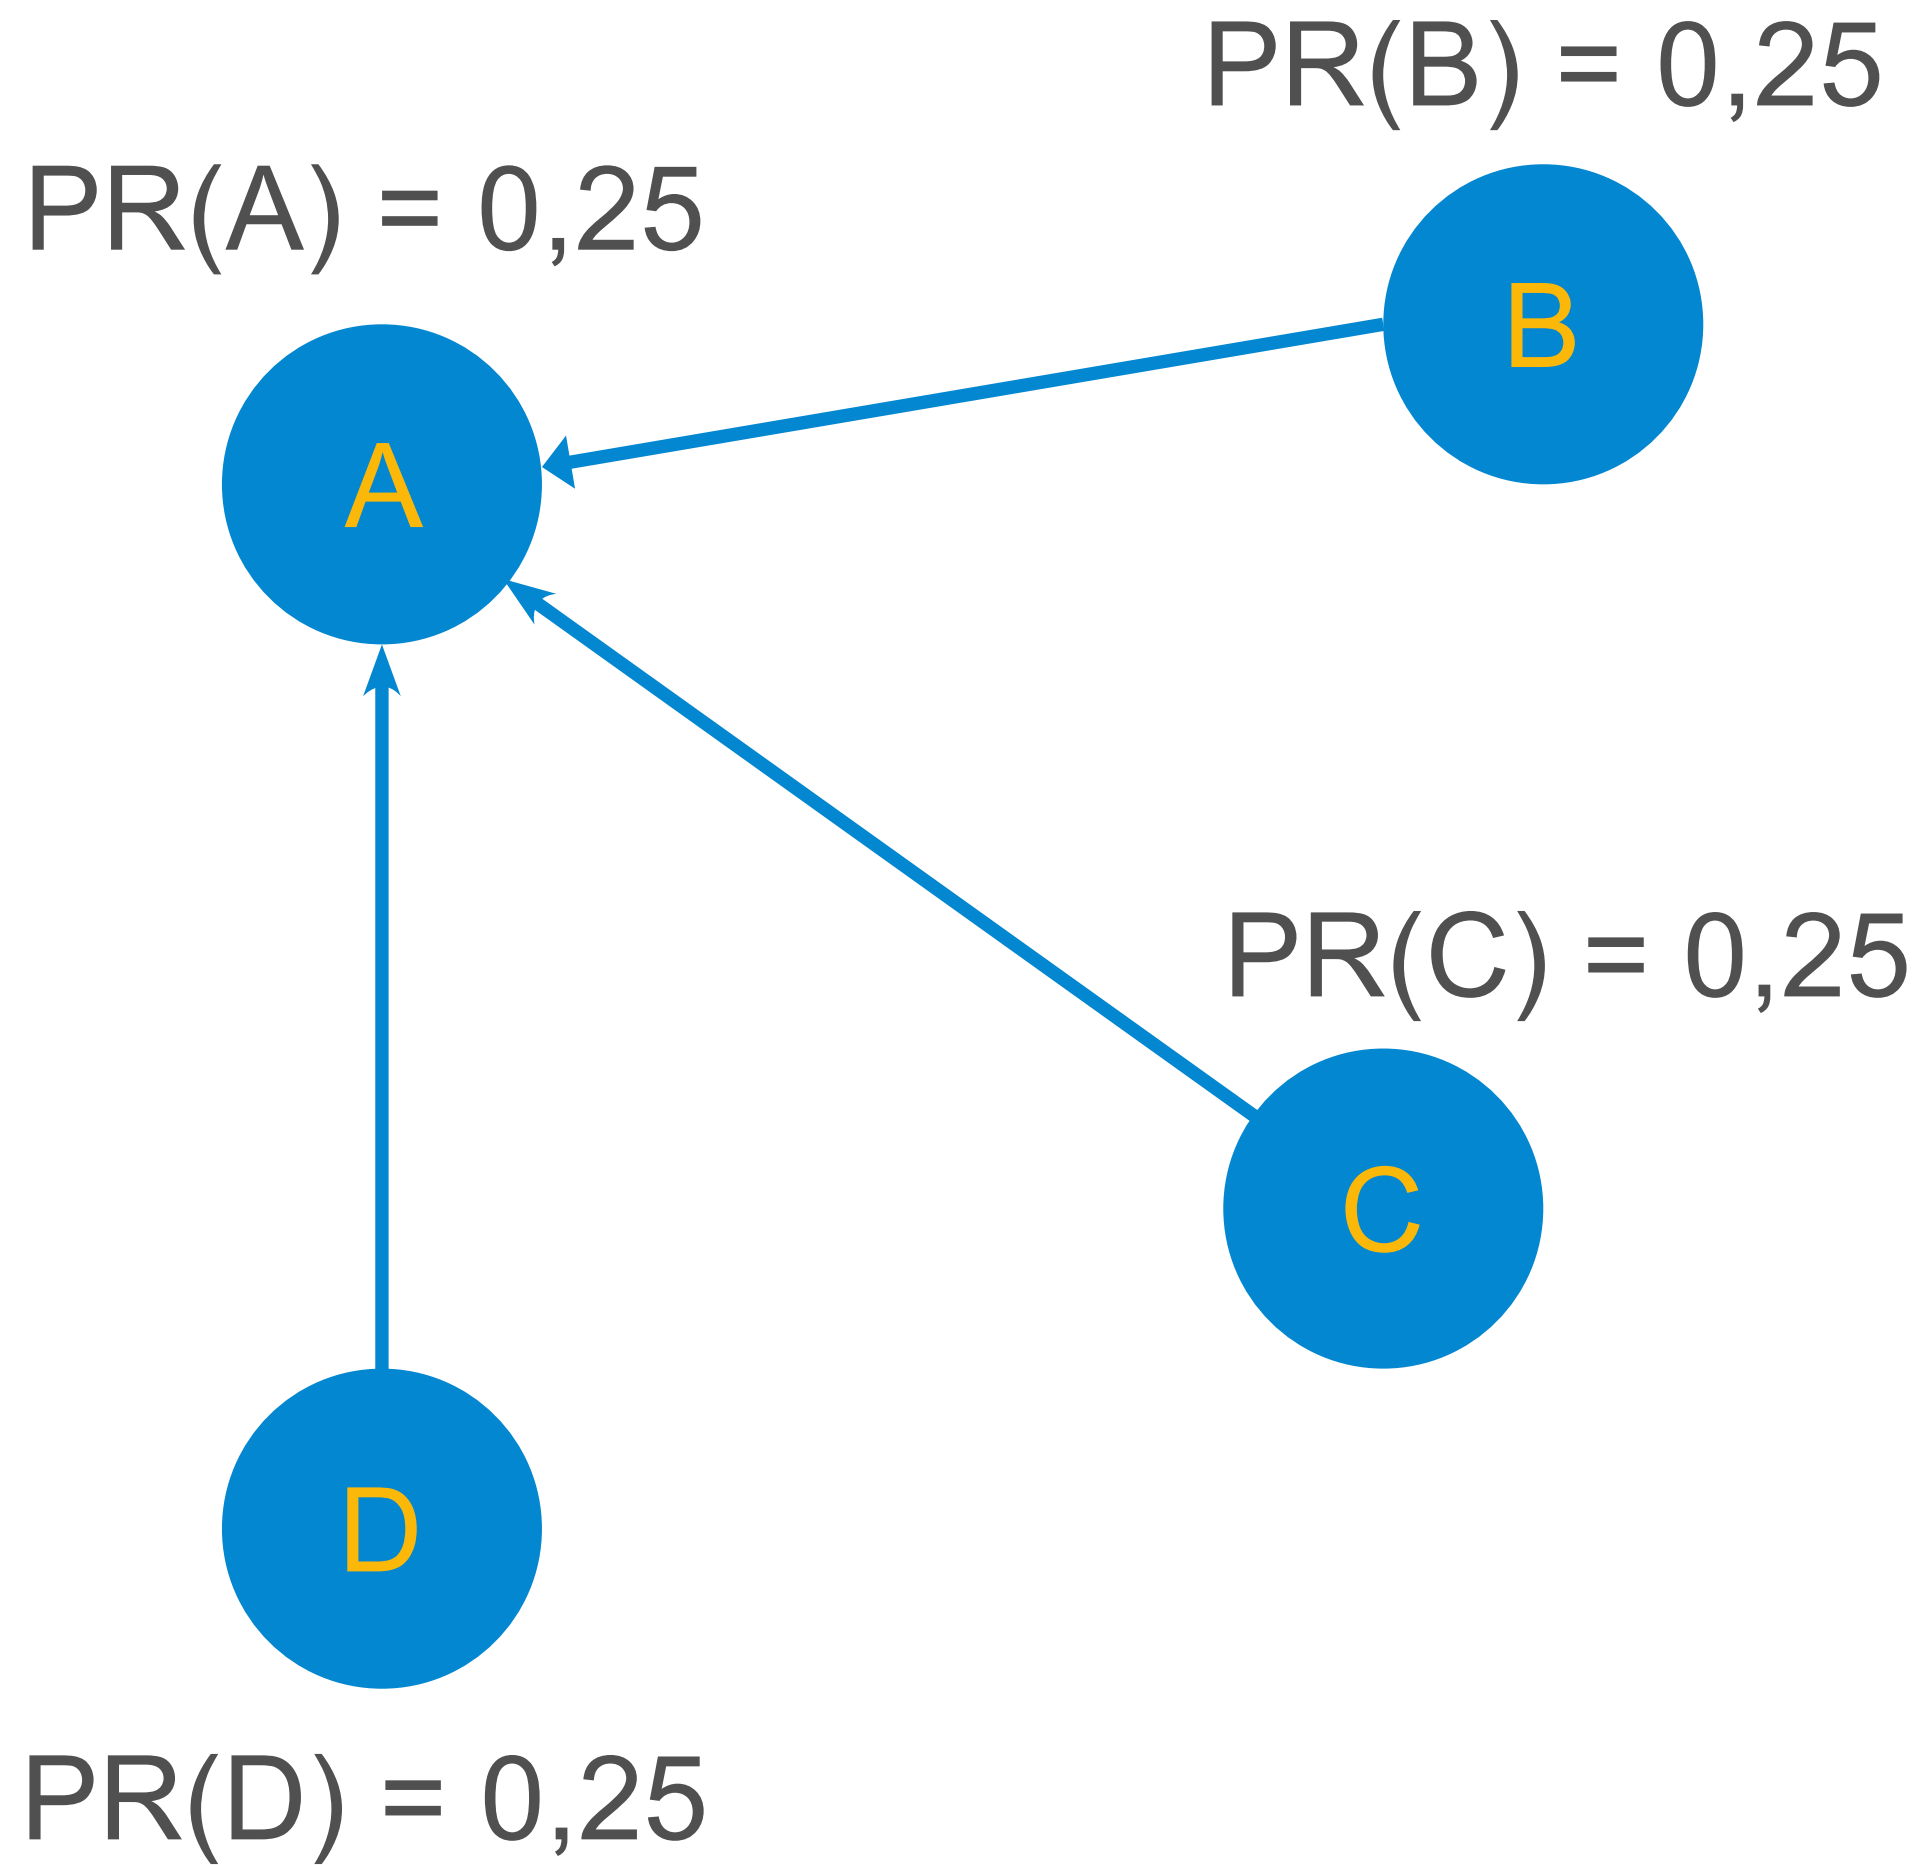 PR(B) = 0,25
PR(A) = 0,25
B
A
PR(C) = 0,25
C
D
PR(D) = 0,25